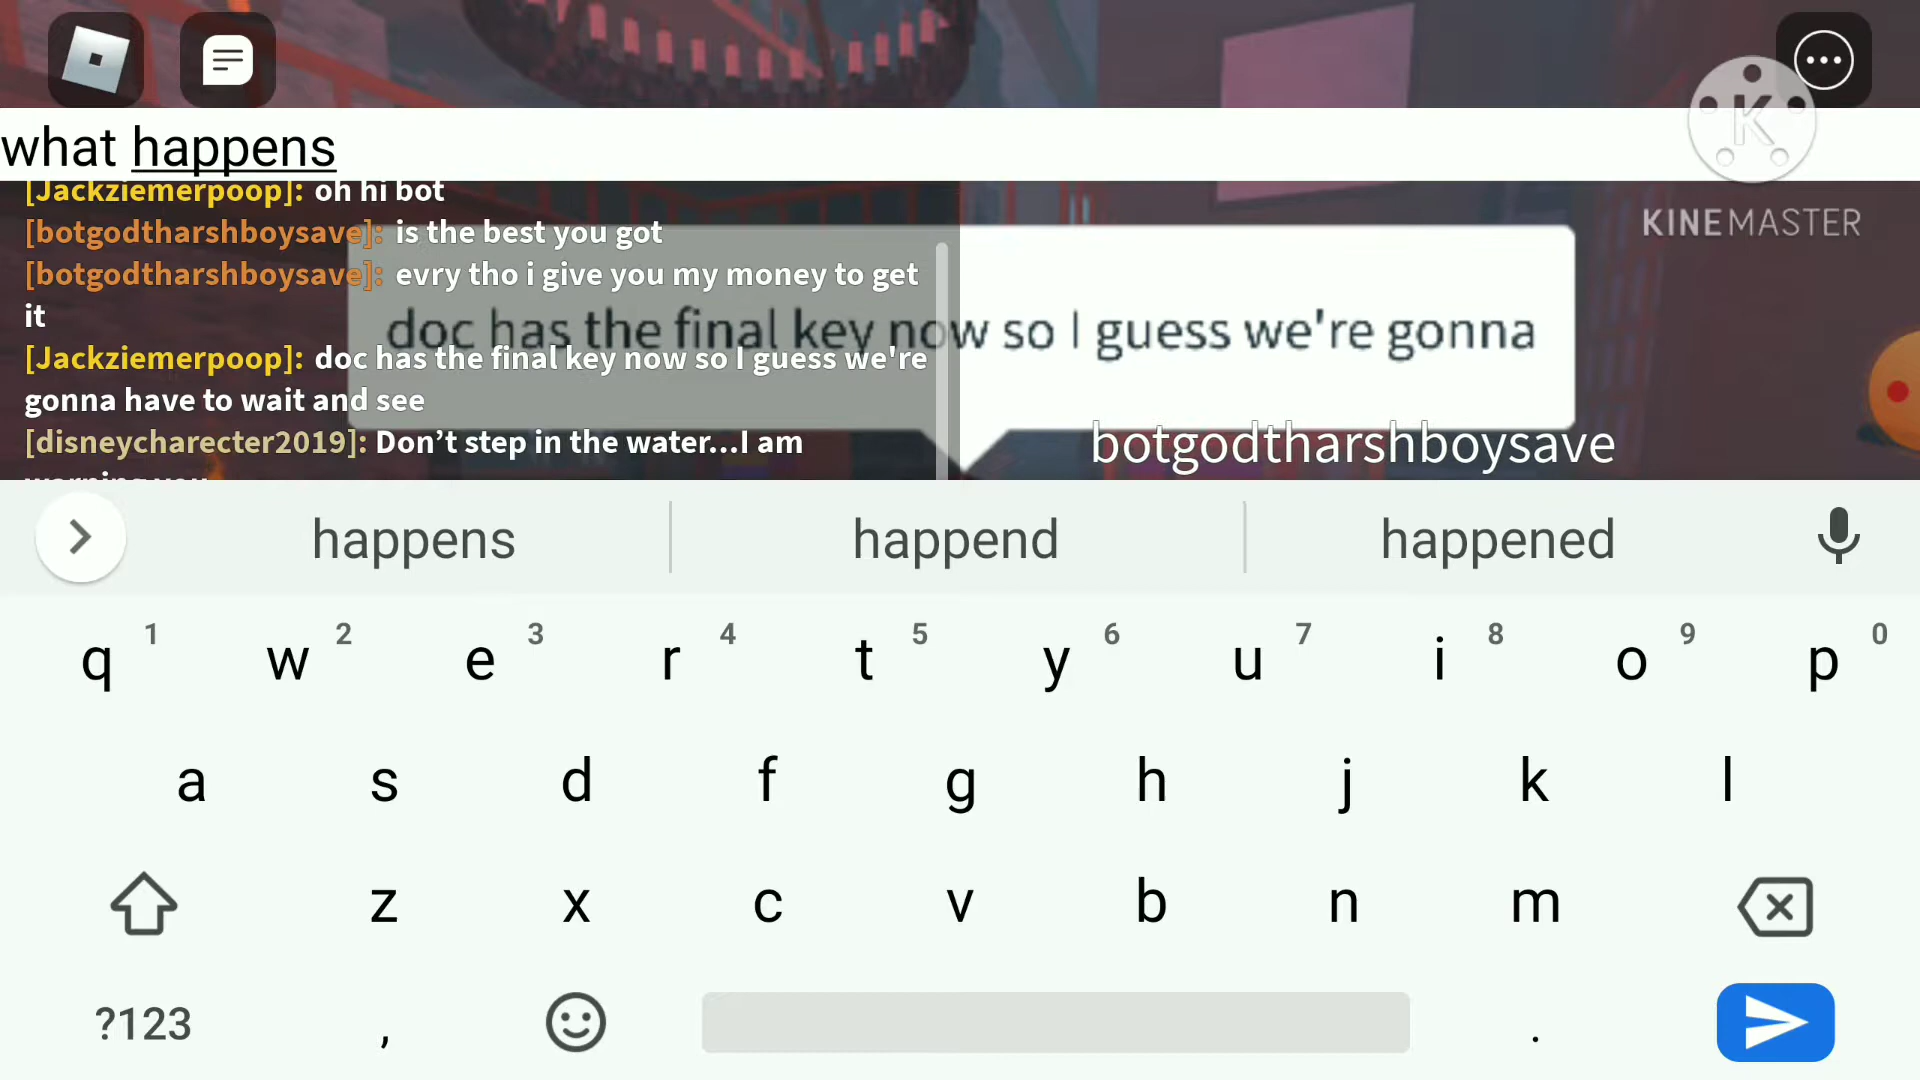 what happens
[Jackziemerpoop]: oh hi bot
[botgodtharshboysave]: is the best you got
[botgodtharshboysave]: evry tho i give you my money to get
it
[Jackziemerpoop]: doc has the final key now so I guess we're
gonna have to wait and see
[disneycharecter2019]: Don’t step in the water...I am
warning you
doc has the final key now so I guess we're gonna
botgodtharshboysave
K
KINEMASTER
happens happend happened
q 1 w 2 e 3 r 4 t 5 y 6 u 7 i 8 o 9 p 0
a s d f g h j k l
z x c v b n m
?123 , .